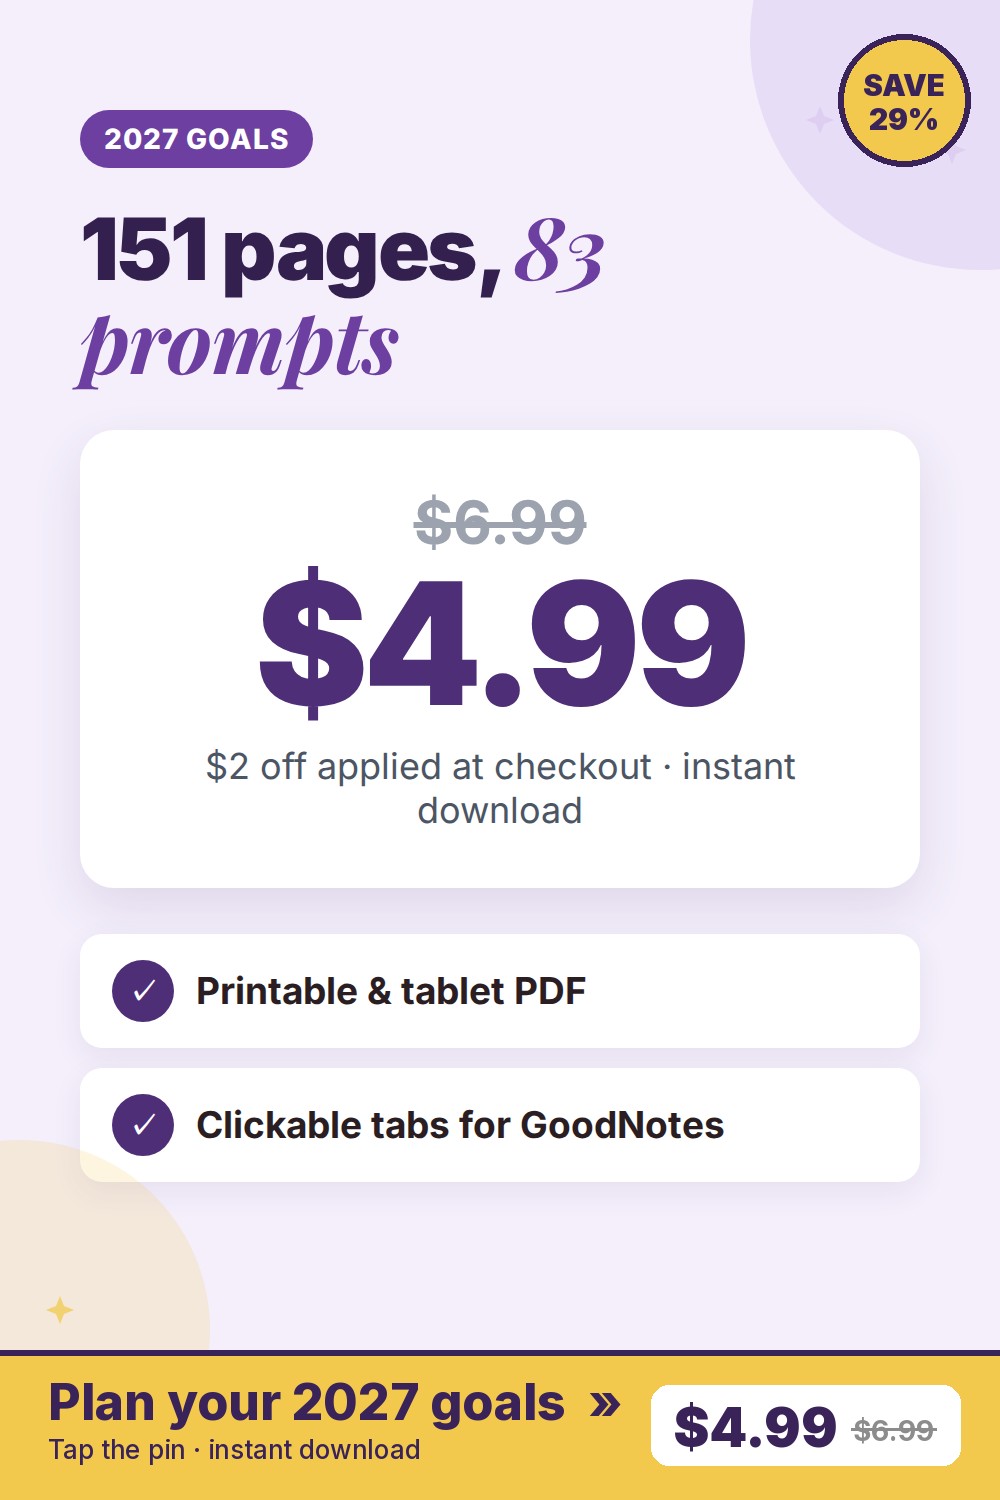 SAVE
29%
2027 GOALS
151 pages, 83
prompts
$6.99
$4.99
$2 off applied at checkout · instant
download
✓ Printable & tablet PDF
✓ Clickable tabs for GoodNotes
Plan your 2027 goals »
Tap the pin · instant download
$4.99 $6.99